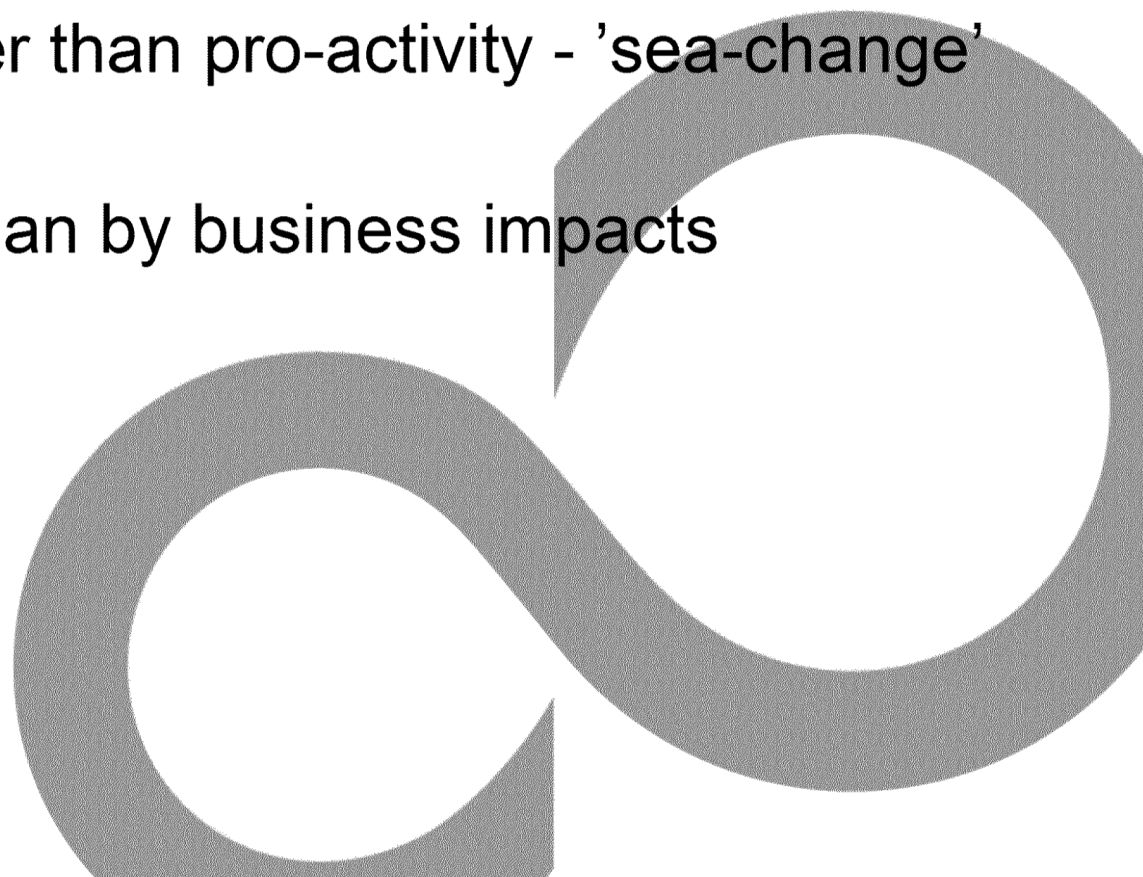 er than pro-activity - ’sea-change’
an by business impacts